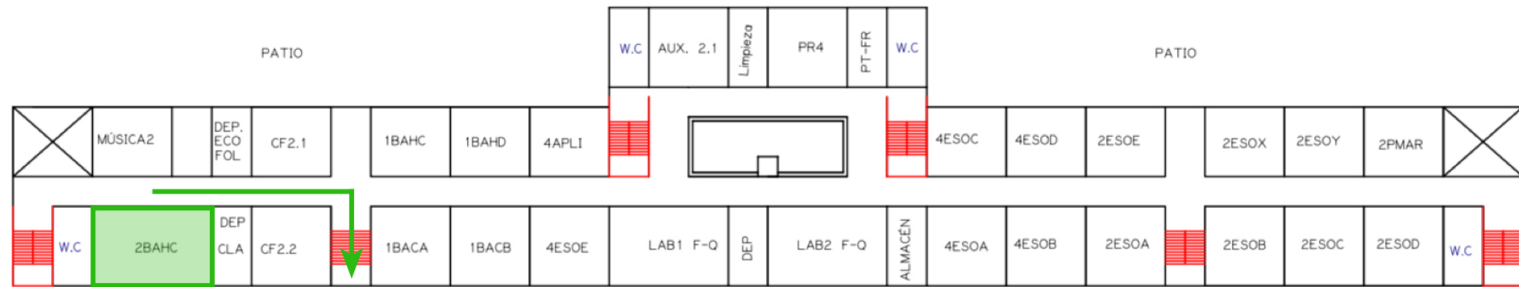 W.C
AUX. 2.1
Limpieza
PR4
PT-FR
W.C
PATIO
PATIO
MÚSICA2
DEP.
ECO
FOL
CF2.1
1BAHC
1BAHD
4APLI
4ESOC
4ESOD
2ESOE
2ESOX
2ESOY
2PMAR
W.C
2BAHC
DEP
CLA
CF2.2
1BACA
1BACB
4ESOE
LAB1 F-Q
DEP
LAB2 F-Q
ALMACÉN
4ESOA
4ESOB
2ESOA
2ESOB
2ESOC
2ESOD
W.C